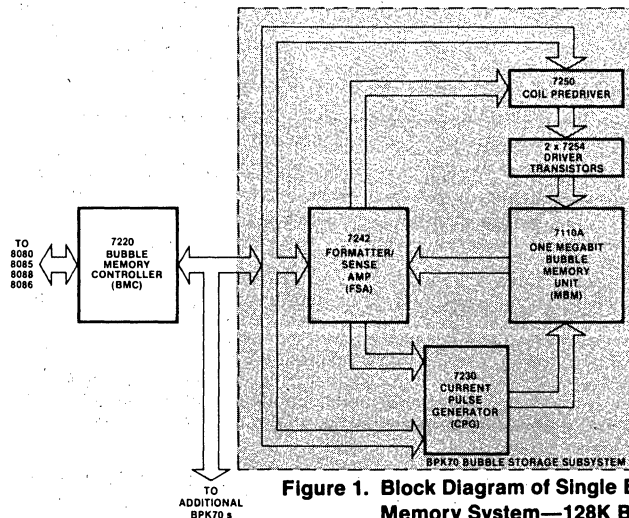 7250
COIL PREDRIVER
2 x 7254
DRIVER
TRANSISTORS
TO
8080
8085
8088
8086
7220
BUBBLE
MEMORY
CONTROLLER
(BMC)
7242
FORMATTER/
SENSE
AMP
(FSA)
7110A
ONE MEGABIT
BUBBLE
MEMORY
UNIT
(MBM)
7230
CURRENT
PULSE
GENERATOR
(CPG)
BPK70 BUBBLE STORAGE SUBSYSTEM
TO
ADDITIONAL
BPK70 s
Figure 1. Block Diagram of Single B
Memory System—128K B